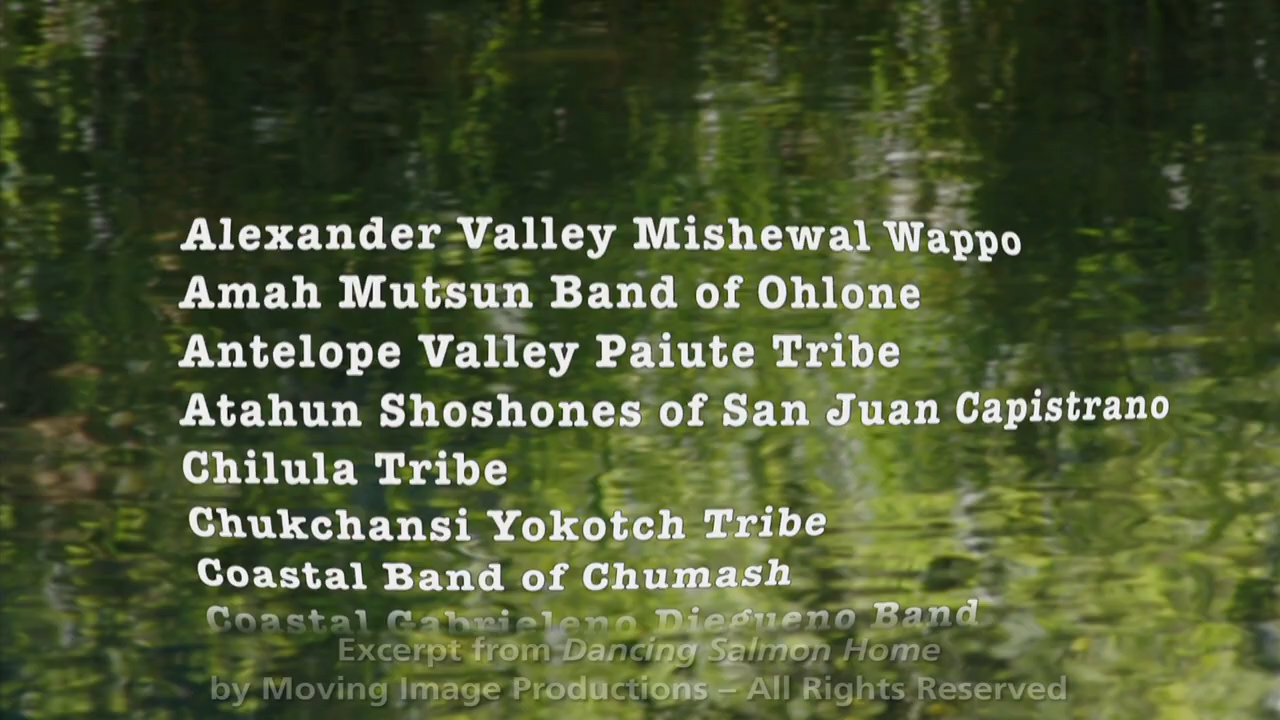 Alexander Valley Mishewal Wappo
Amah Mutsun Band of Ohlone
Antelope Valley Paiute Tribe
Atahun Shoshones of San Juan Capistrano
Chilula Tribe
Chukchansi Yokotch Tribe
Coastal Band of Chumash
Coastal Gabrieleno Diegueno Band
Excerpt from Dancing Salmon Home
by Moving Image Productions – All Rights Reserved